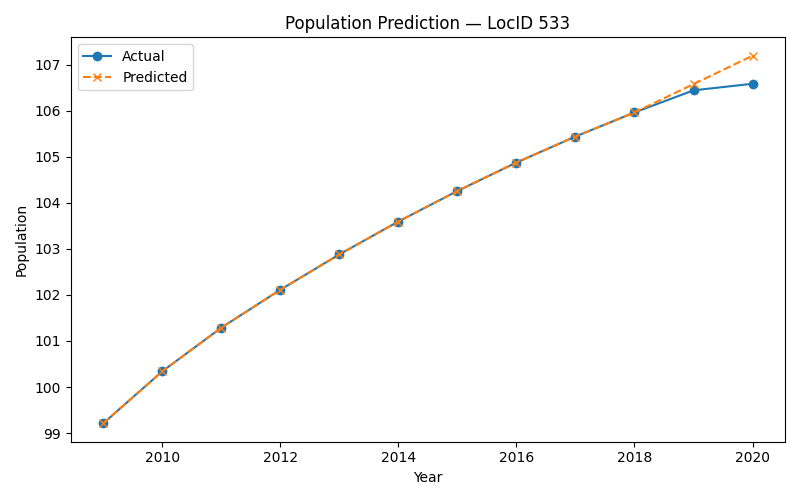 Population Prediction — LocID 533
Actual
Predicted
Population
107
106
105
104
103
102
101
100
99
2010 2012 2014 2016 2018 2020
Year